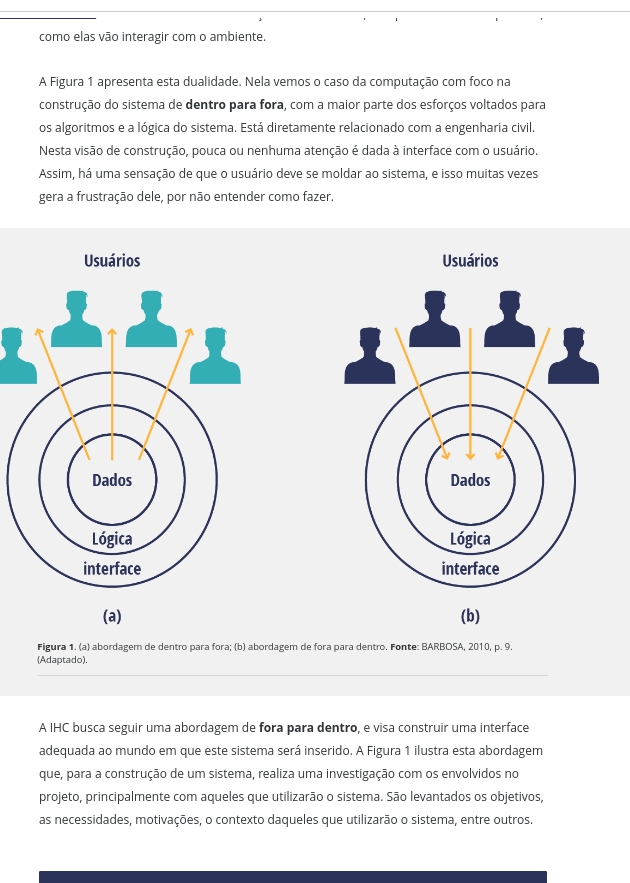 como elas vão interagir com o ambiente.
A Figura 1 apresenta esta dualidade. Nela vemos o caso da computação com foco na
construção do sistema de dentro para fora, com a maior parte dos esforços voltados para
os algoritmos e a lógica do sistema. Está diretamente relacionado com a engenharia civil.
Nesta visão de construção, pouca ou nenhuma atenção é dada à interface com o usuário.
Assim, há uma sensação de que o usuário deve se moldar ao sistema, e isso muitas vezes
gera a frustração dele, por não entender como fazer.
Usuários
Dados
Lógica
interface
(a)
Usuários
Dados
Lógica
interface
(b)
Figura 1. (a) abordagem de dentro para fora; (b) abordagem de fora para dentro. Fonte: BARBOSA, 2010, p. 9.
(Adaptado).
A IHC busca seguir uma abordagem de fora para dentro, e visa construir uma interface
adequada ao mundo em que este sistema será inserido. A Figura 1 ilustra esta abordagem
que, para a construção de um sistema, realiza uma investigação com os envolvidos no
projeto, principalmente com aqueles que utilizarão o sistema. São levantados os objetivos,
as necessidades, motivações, o contexto daqueles que utilizarão o sistema, entre outros.